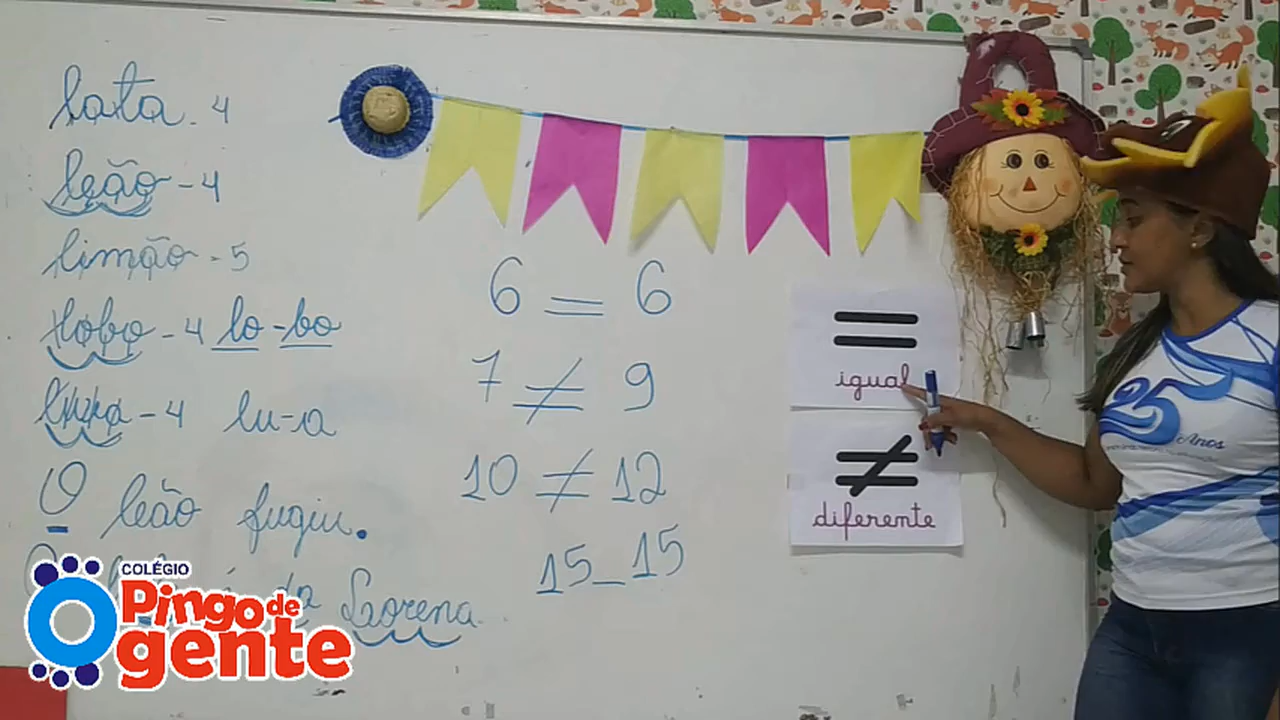 lata - 4
leão - 4
limão - 5
lobo - 4 lo-bo
lua - 4 lu-a
O leão fugiu.
da Lorena.
6 = 6
7 ≠ 9
10 ≠ 12
15 _ 15
=
igual
≠
diferente
25 Anos
COLÉGIO
Pingo de
gente